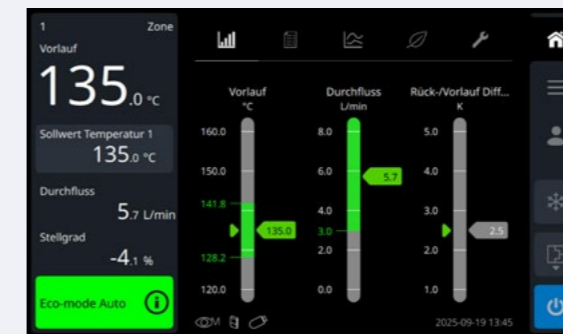 1 Zone
Vorlauf
135.0 °C
Sollwert Temperatur 1
135.0 °C
Durchfluss
5.7 L/min
Stellgrad
-4.1 %
Eco-mode Auto
Vorlauf
°C
160.0
150.0
141.8
135.0
128.2
120.0
Durchfluss
L/min
8.0
6.0
5.7
4.0
3.0
2.0
0.0
Rück-/Vorlauf Diff...
K
5.0
4.0
3.0
2.5
2.0
1.0
M
2025-09-19 13:45